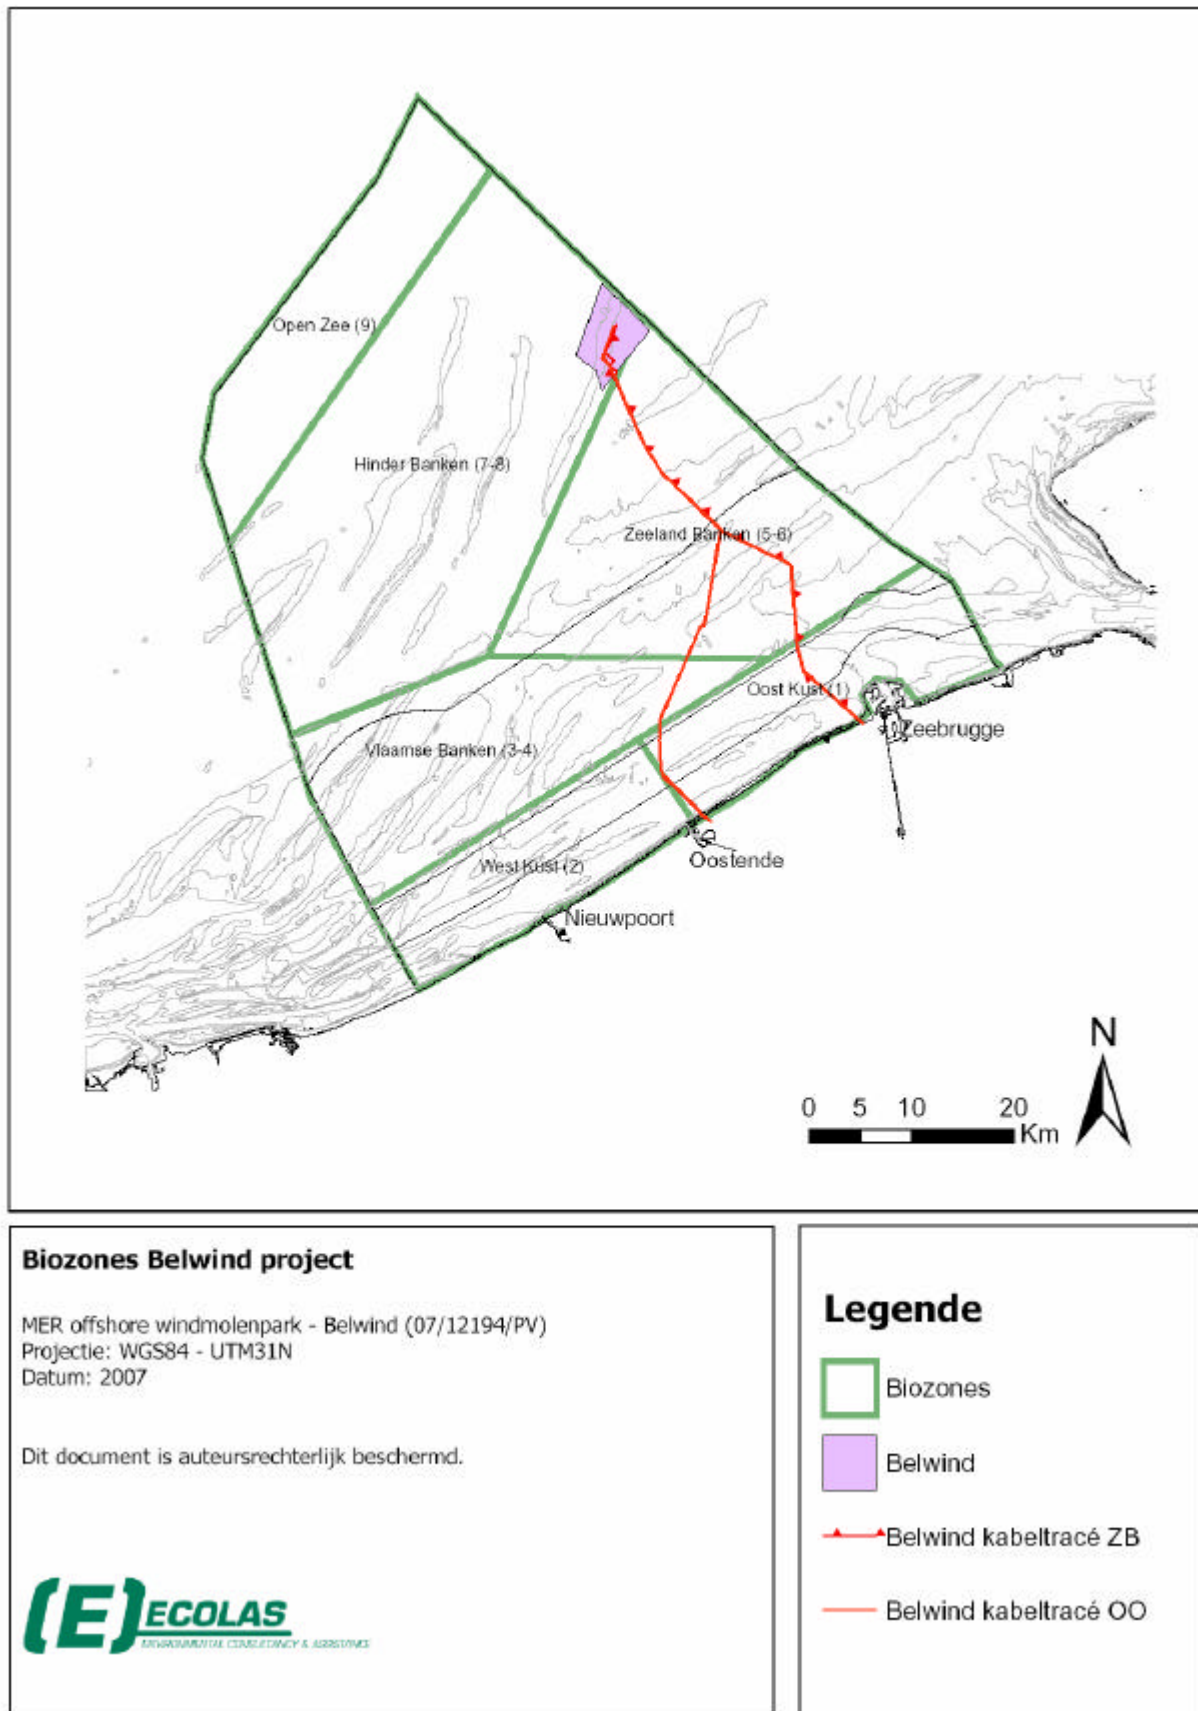 Open Zee (9)
Hinder Banken (7-8)
Zeeland Banken (5-6)
Oost Kust (1)
Zeebrugge
Vlaamse Banken (3-4)
Oostende
West Kust (2)
Nieuwpoort
N
0 5 10 20
Km
Biozones Belwind project
MER offshore windmolenpark - Belwind (07/12194/PV)
Projectie: WGS84 - UTM31N
Datum: 2007
Dit document is auteursrechterlijk beschermd.
(E) ECOLAS
ENVIRONMENTAL CONSULTANCY & ASSISTANCE
Legende
Biozones
Belwind
Belwind kabeltracé ZB
Belwind kabeltracé OO